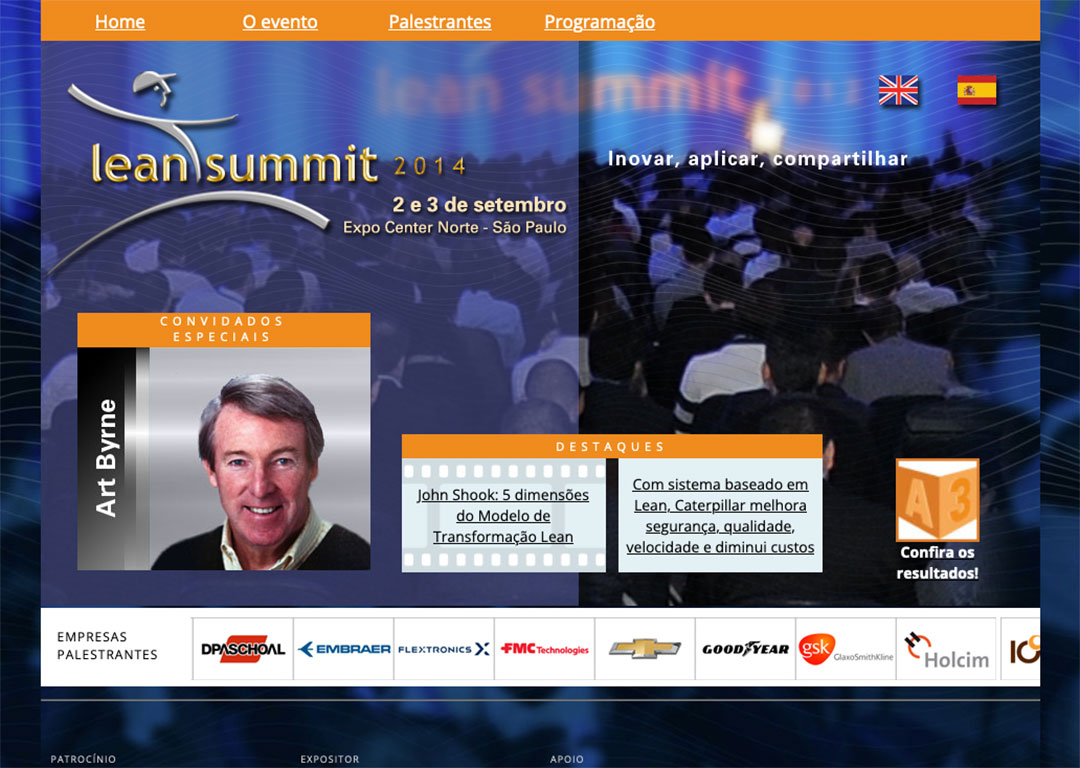 Home
O evento
Palestrantes
Programação
lean summit
lean summit 2014
Inovar, aplicar, compartilhar
2 e 3 de setembro
Expo Center Norte - São Paulo
CONVIDADOS
ESPECIAIS
Art Byrne
DESTAQUES
John Shook: 5 dimensões
do Modelo de
Transformação Lean
Com sistema baseado em
Lean, Caterpillar melhora
segurança, qualidade,
velocidade e diminui custos
A3
Confira os
resultados!
EMPRESAS
PALESTRANTES
DPASCHOAL
EMBRAER
FLEXTRONICS
FMC Technologies
GOODYEAR
gsk GlaxoSmithKline
Holcim
PATROCÍNIO
EXPOSITOR
APOIO